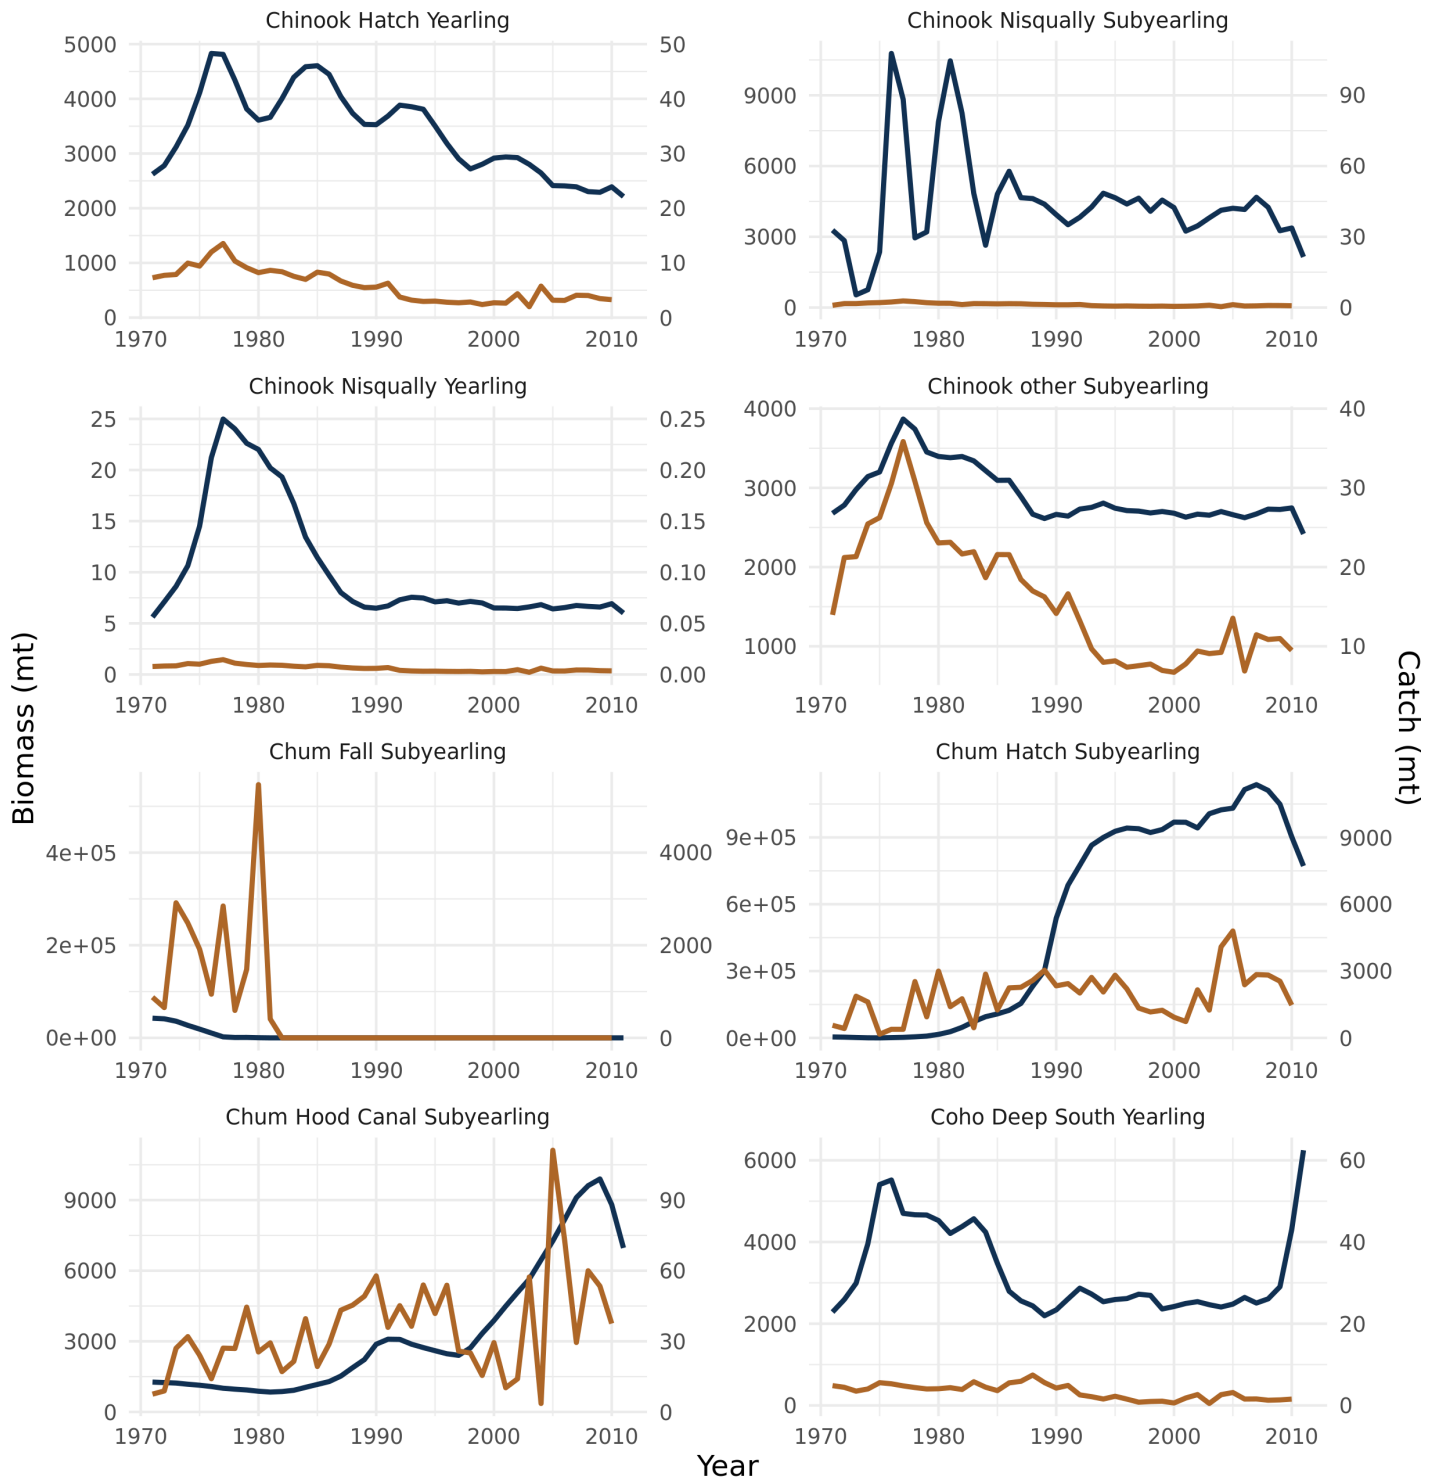 Chinook Hatch Yearling
Chinook Nisqually Subyearling
5000
4000
3000
2000
1000
0
50
40
30
20
10
0
1970 1980 1990 2000 2010
9000
6000
3000
0
90
60
30
0
1970 1980 1990 2000 2010
Chinook Nisqually Yearling
Chinook other Subyearling
25
20
15
10
5
0
0.25
0.20
0.15
0.10
0.05
0.00
1970 1980 1990 2000 2010
4000
3000
2000
1000
40
30
20
10
1970 1980 1990 2000 2010
Biomass (mt)
Catch (mt)
Chum Fall Subyearling
Chum Hatch Subyearling
4e+05
2e+05
0e+00
4000
2000
0
1970 1980 1990 2000 2010
9e+05
6e+05
3e+05
0e+00
9000
6000
3000
0
1970 1980 1990 2000 2010
Chum Hood Canal Subyearling
Coho Deep South Yearling
9000
6000
3000
0
90
60
30
0
1970 1980 1990 2000 2010
6000
4000
2000
0
60
40
20
0
1970 1980 1990 2000 2010
Year